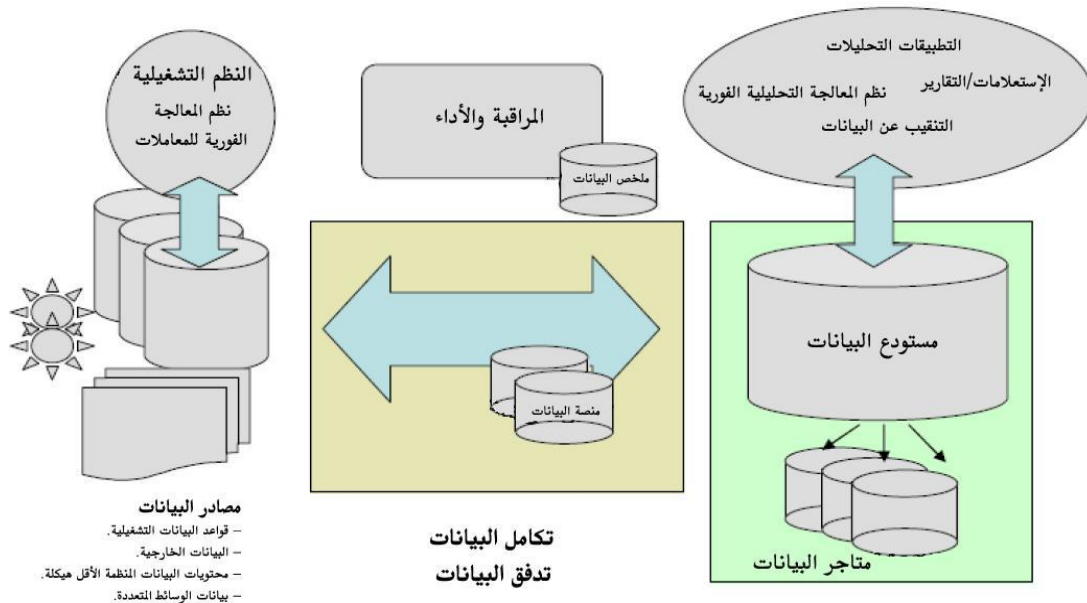 النظم التشغيلية
نظم المعالجة
الفورية للمعاملات
مصادر البيانات
– قواعد البيانات التشغيلية.
– البيانات الخارجية.
– محتويات البيانات المنظمة الأقل هيكلة.
– بيانات الوسائط المتعددة.
المراقبة والأداء
ملخص البيانات
منصة البيانات
تكامل البيانات
تدفق البيانات
التطبيقات التحليلات
الإستعلامات/التقارير
نظم المعالجة التحليلية الفورية
التنقيب عن البيانات
مستودع البيانات
متاجر البيانات